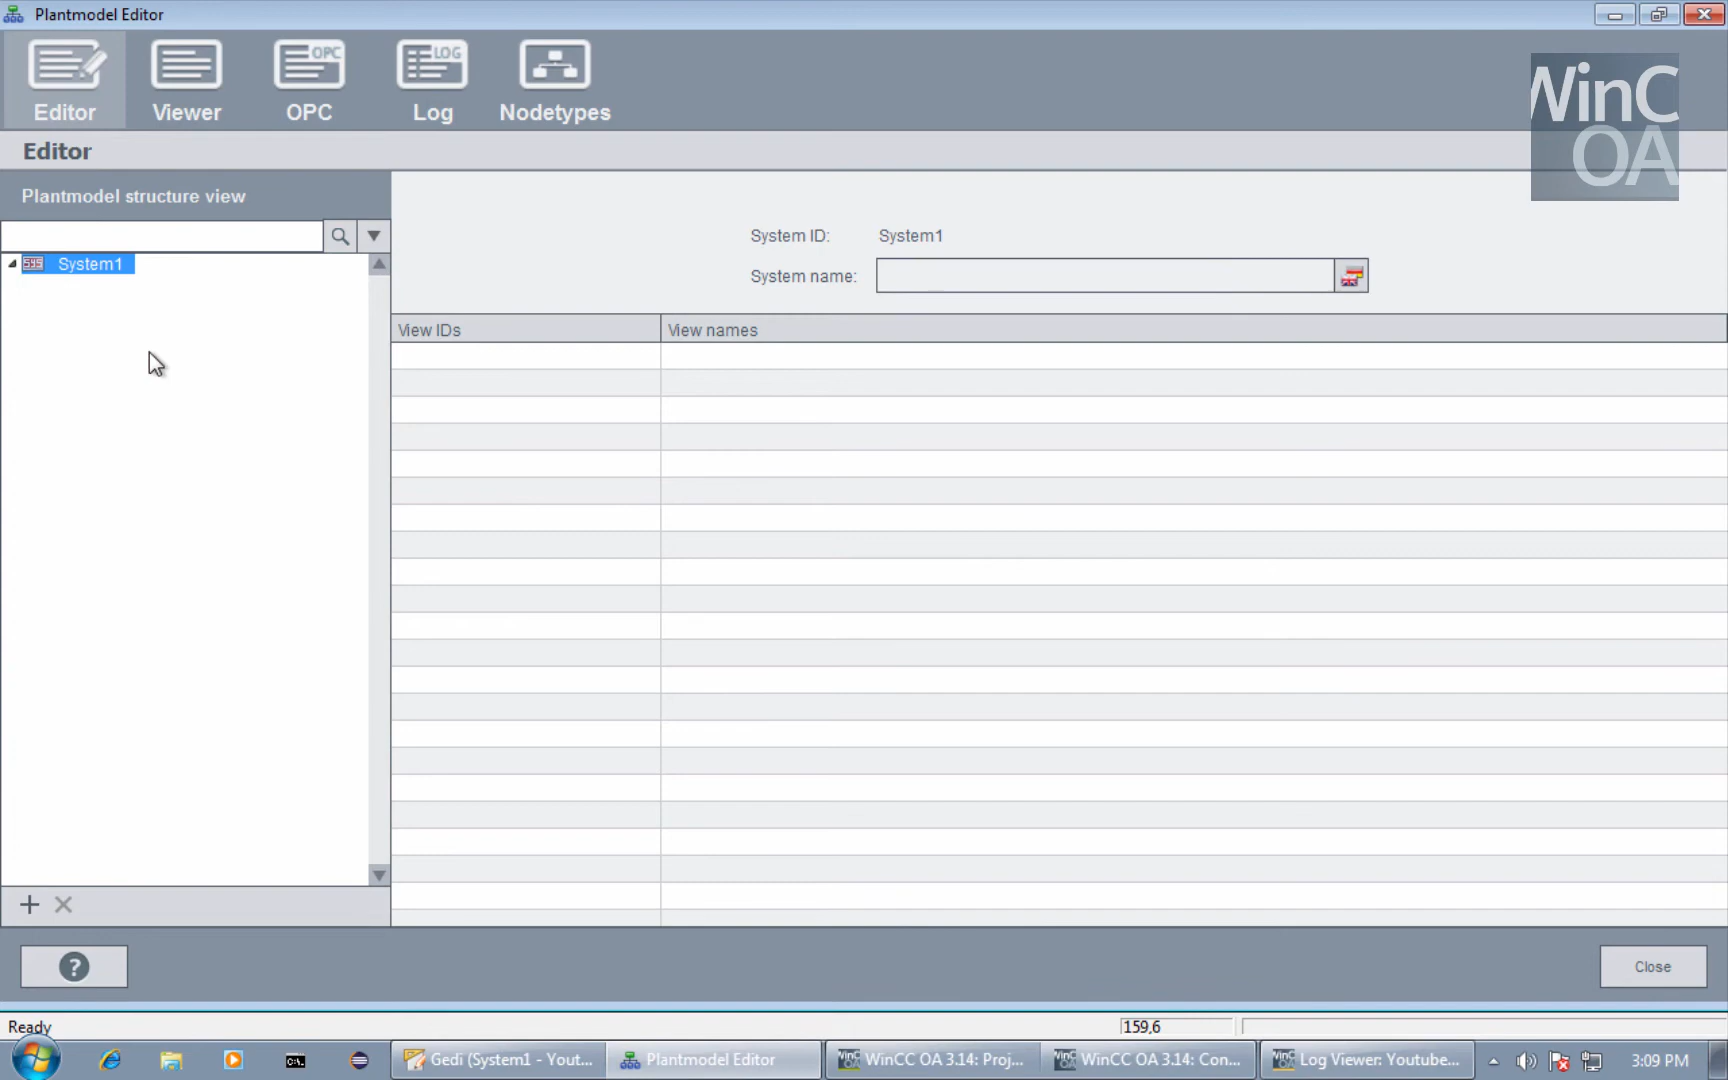 Plantmodel Editor
Editor
Viewer
OPC
OPC
LOG
Log
Nodetypes
WinC
OA
Editor
Plantmodel structure view
SYS System1
System ID: System1
System name:
View IDs View names
?
Close
Ready
159,6
Gedi (System1 - Yout...
Plantmodel Editor
WinCC OA 3.14: Proj...
WinCC OA 3.14: Con...
Log Viewer: Youtube...
3:09 PM